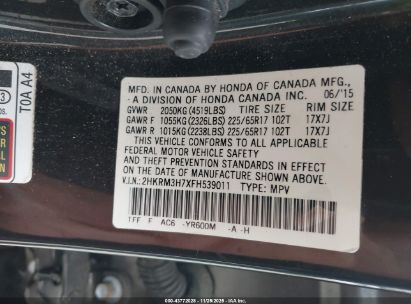 MFD. IN CANADA BY HONDA OF CANADA MFG.,
- A DIVISION OF HONDA CANADA INC. 06/'15
GVWR 2050KG (4519LBS) TIRE SIZE RIM SIZE
GAWR F 1055KG (2326LBS) 225/65R17 102T 17X7J
GAWR R 1015KG (2238LBS) 225/65R17 102T 17X7J
THIS VEHICLE CONFORMS TO ALL APPLICABLE
FEDERAL MOTOR VEHICLE SAFETY AND
THEFT PREVENTION STANDARDS IN EFFECT
ON THE DATE OF MANUFACTURE SHOWN ABOVE.
V.I.N.: 2HKRM3H7XFH539011 TYPE: MPV
TFF F AC6 -YR600M -A -H
TOA A4
3